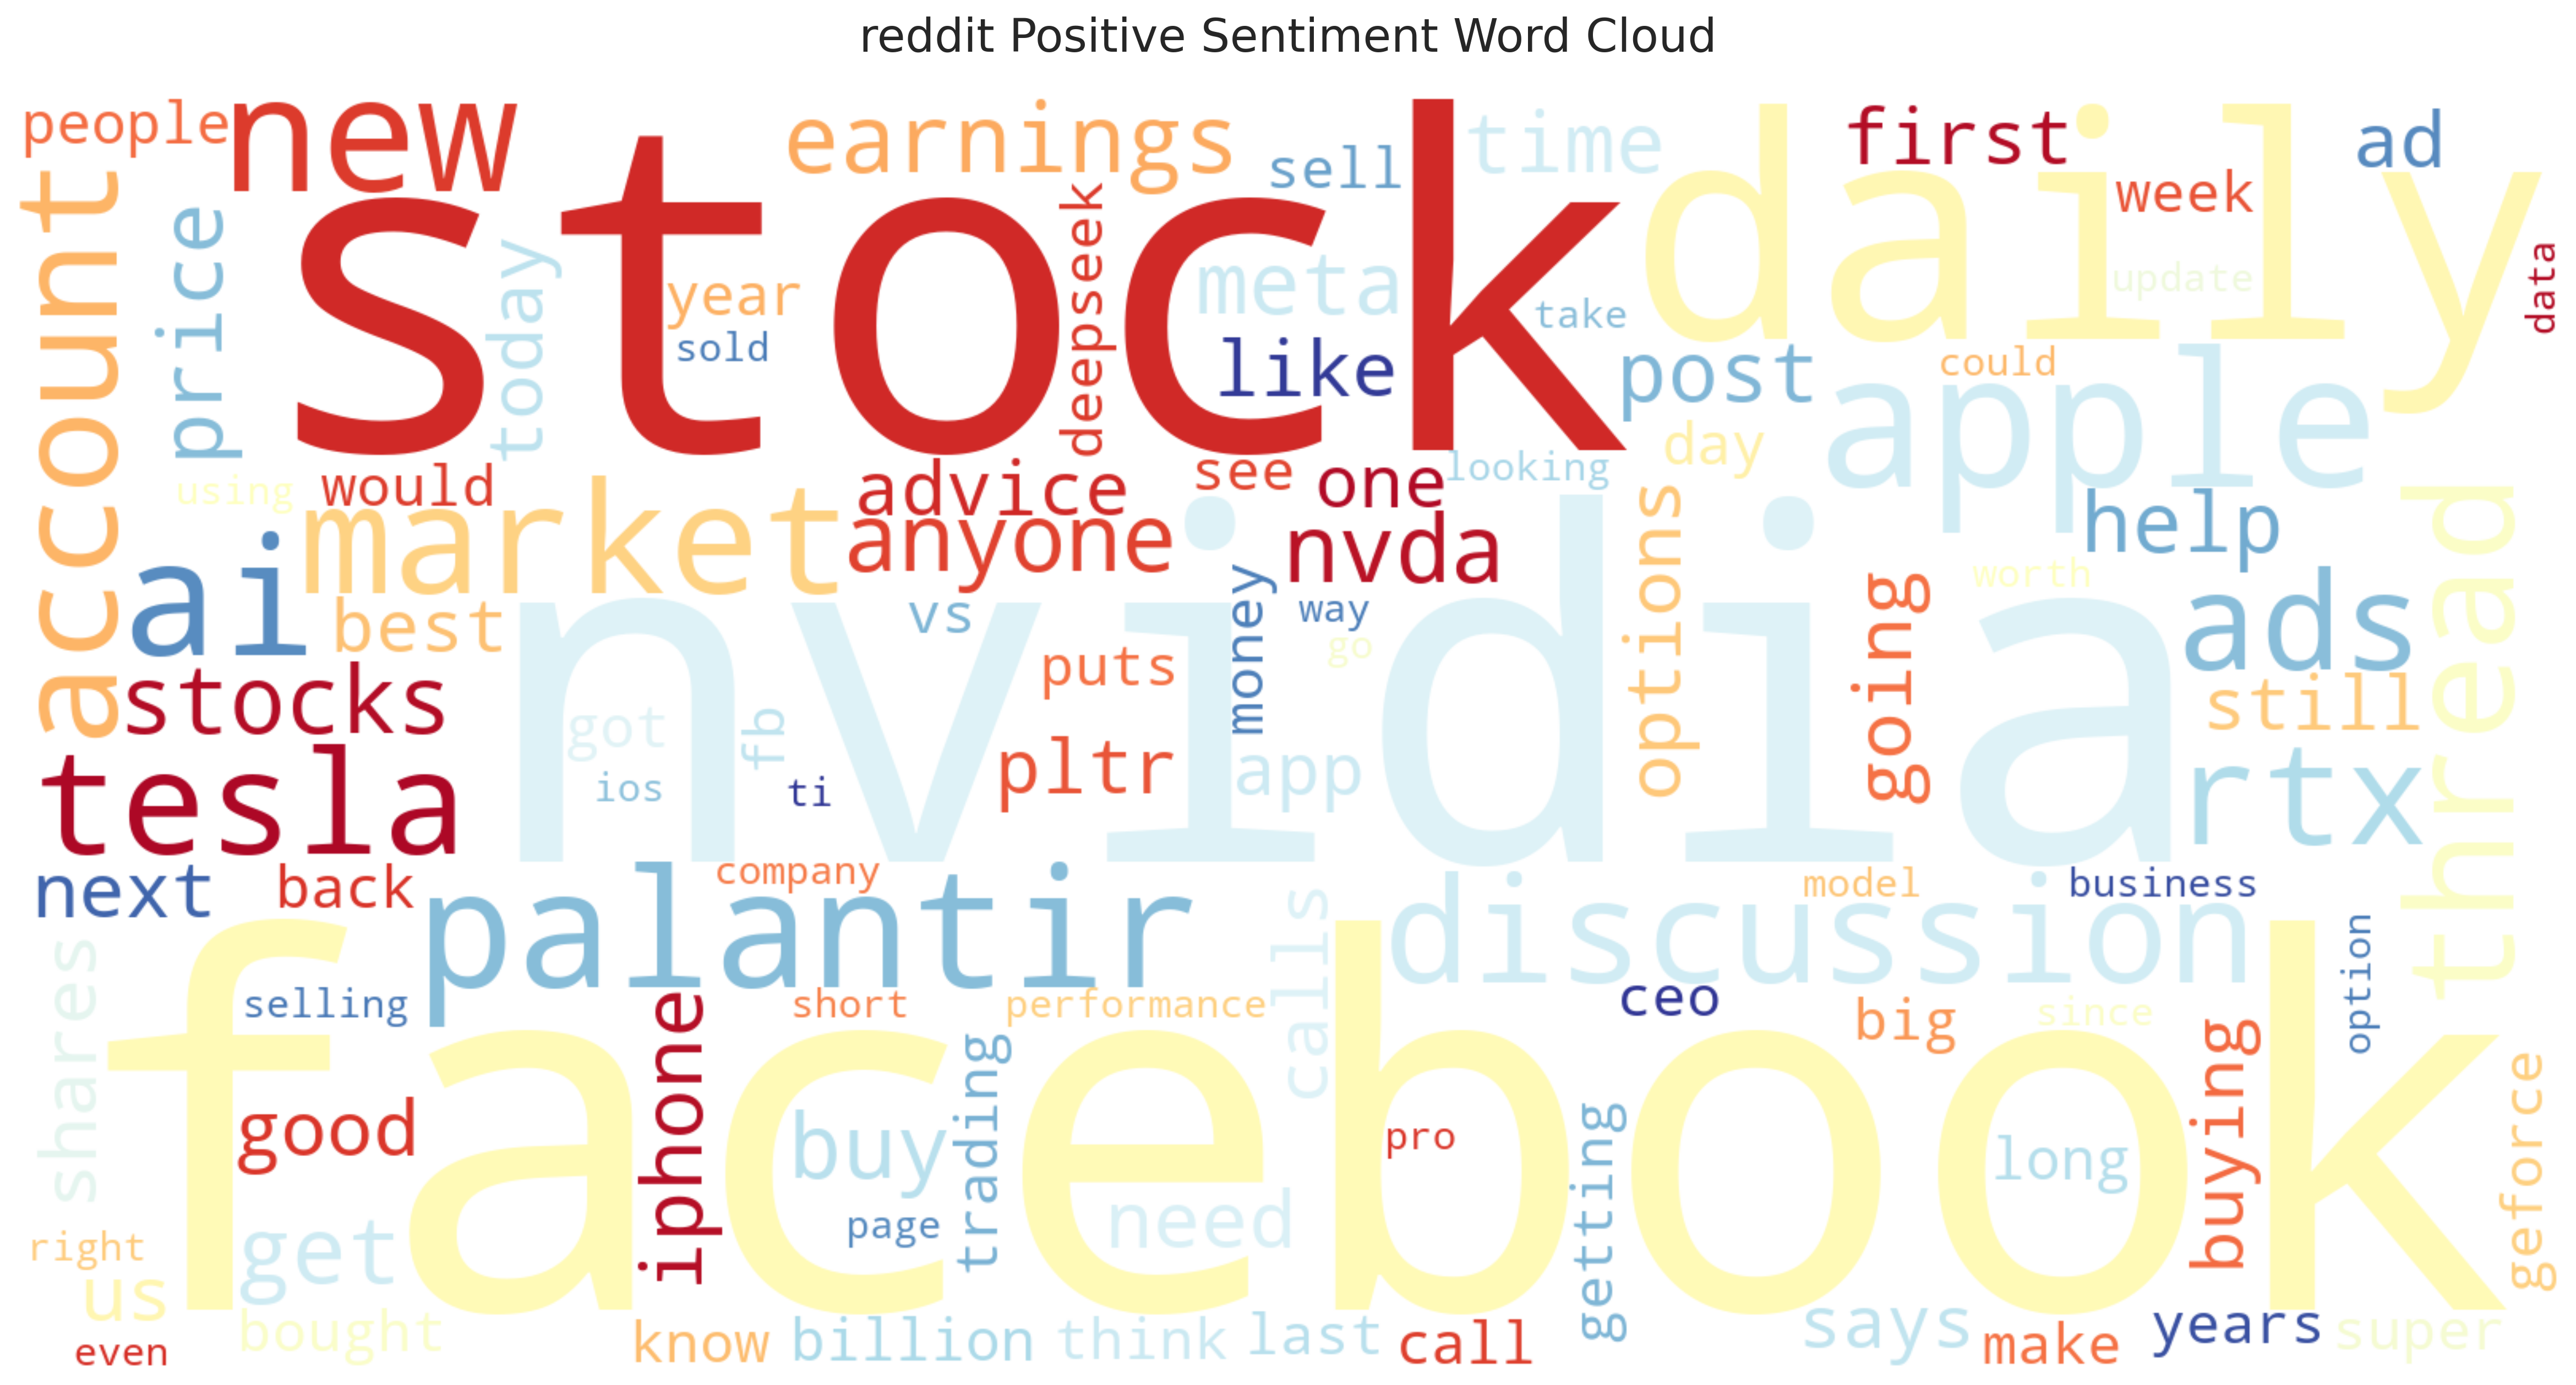 reddit Positive Sentiment Word Cloud
people
new
stock
earnings
sell
time
daily
first
week
ad
data
account
price
today
year
sold
deepseek
meta
like
take
post
could
update
apple
using
would
market
advice
anyone
see
one
looking
day
nvda
options
help
thread
ai
best
nvidia
vs
money
way
go
puts
going
worth
ads
still
stocks
tesla
got
fb
ios
ti
pltr
app
rtx
next
back
palantir
company
calls
discussion
model
business
option
shares
selling
facebook
iphone
short
performance
ceo
big
since
buying
geforce
good
buy
trading
pro
getting
long
page
need
right
get
us
bought
even
know
billion
think
last
call
says
make
years
super